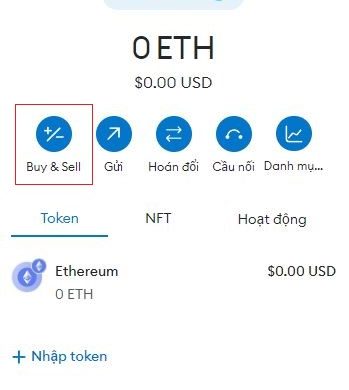 0 ETH
$0.00 USD
Buy & Sell Gửi Hoán đổi Cầu nối Danh mụ...
Token NFT Hoạt động
Ethereum $0.00 USD
0 ETH
+ Nhập token